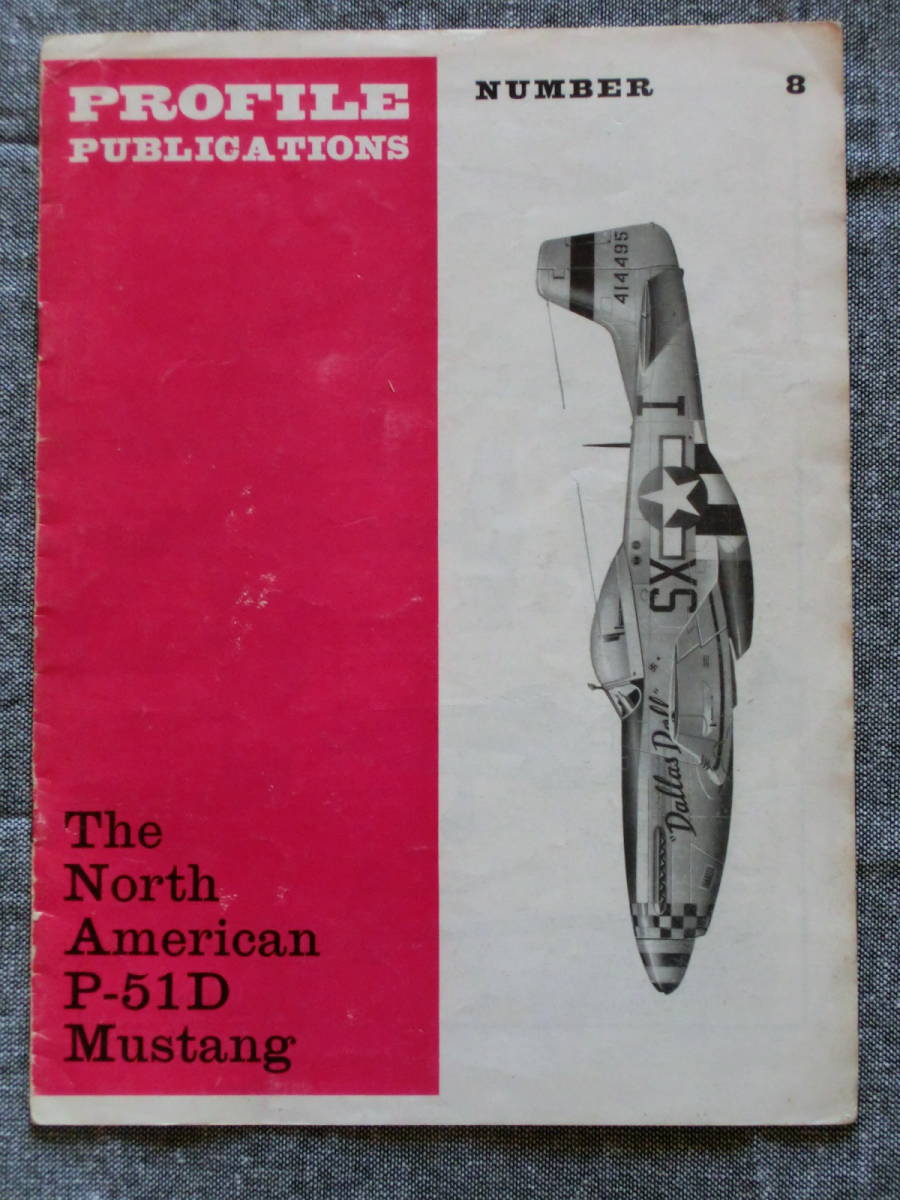 PROFILE
PUBLICATIONS
NUMBER 8
414495
I
SX
"Dallas Doll"
The
North
American
P-51D
Mustang